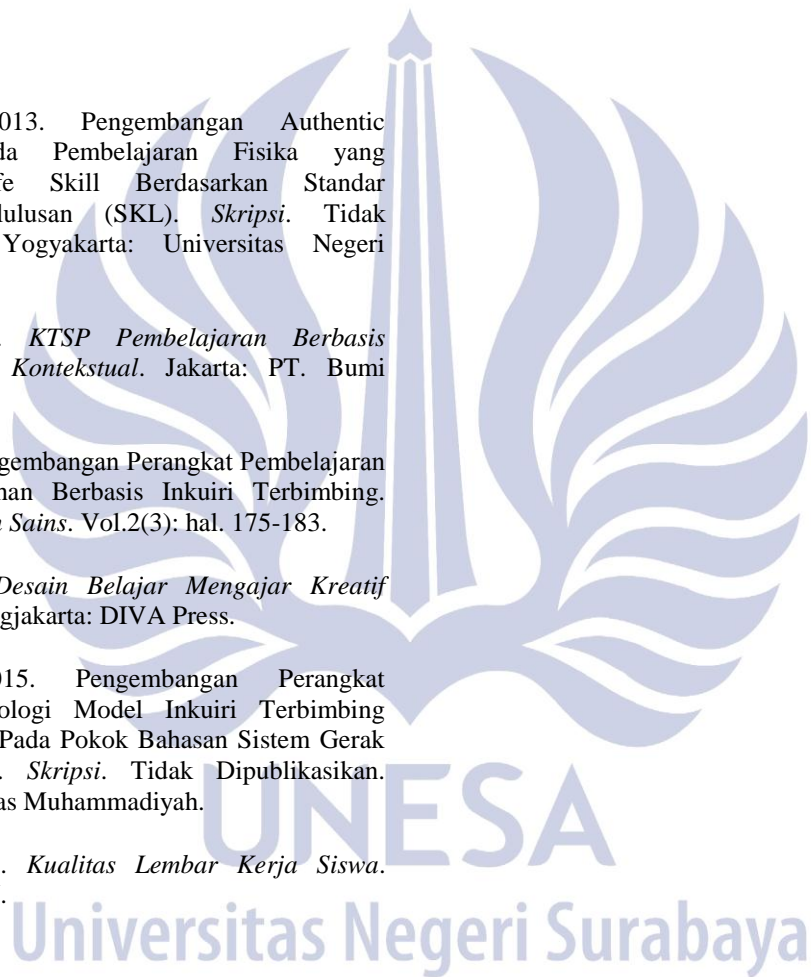 013. Pengembangan Authentic
da Pembelajaran Fisika yang
fe Skill Berdasarkan Standar
lulusan (SKL). Skripsi. Tidak
Yogyakarta: Universitas Negeri
. KTSP Pembelajaran Berbasis
Kontekstual. Jakarta: PT. Bumi
gembangan Perangkat Pembelajaran
han Berbasis Inkuiri Terbimbing.
n Sains. Vol.2(3): hal. 175-183.
Desain Belajar Mengajar Kreatif
gjakarta: DIVA Press.
15. Pengembangan Perangkat
ologi Model Inkuiri Terbimbing
Pada Pokok Bahasan Sistem Gerak
. Skripsi. Tidak Dipublikasikan.
as Muhammadiyah.
. Kualitas Lembar Kerja Siswa.
.
UNESA
Universitas Negeri Surabaya